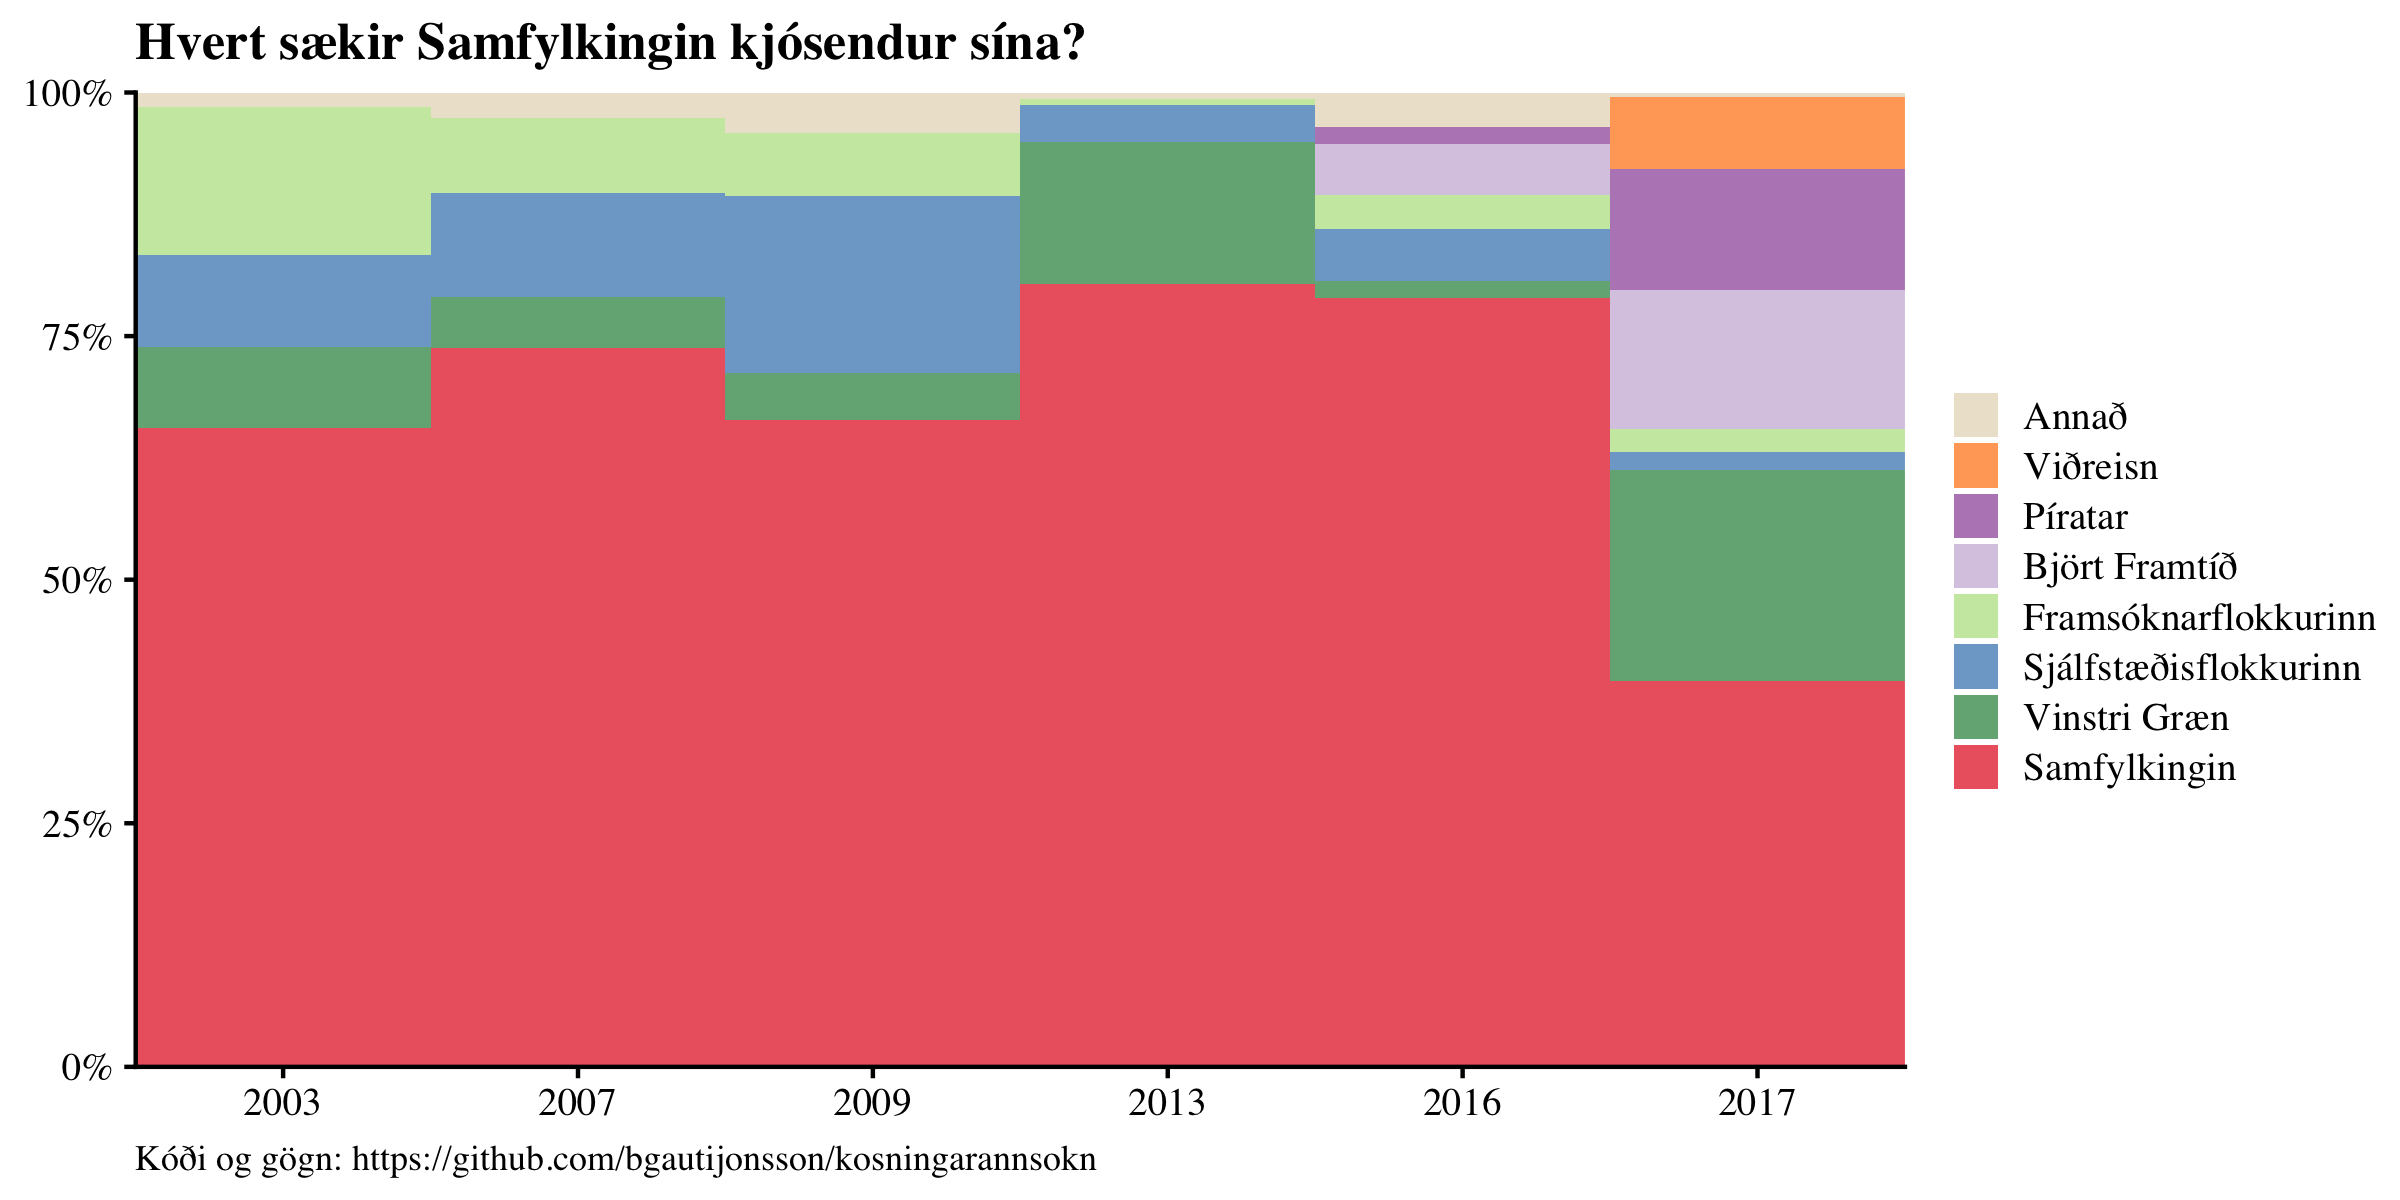 Hvert sækir Samfylkingin kjósendur sína?
100%
75%
50%
25%
0%
2003
2007
2009
2013
2016
2017
Annað
Viðreisn
Píratar
Björt Framtíð
Framsóknarflokkurinn
Sjálfstæðisflokkurinn
Vinstri Græn
Samfylkingin
Kóði og gögn: https://github.com/bgautijonsson/kosningarannsokn